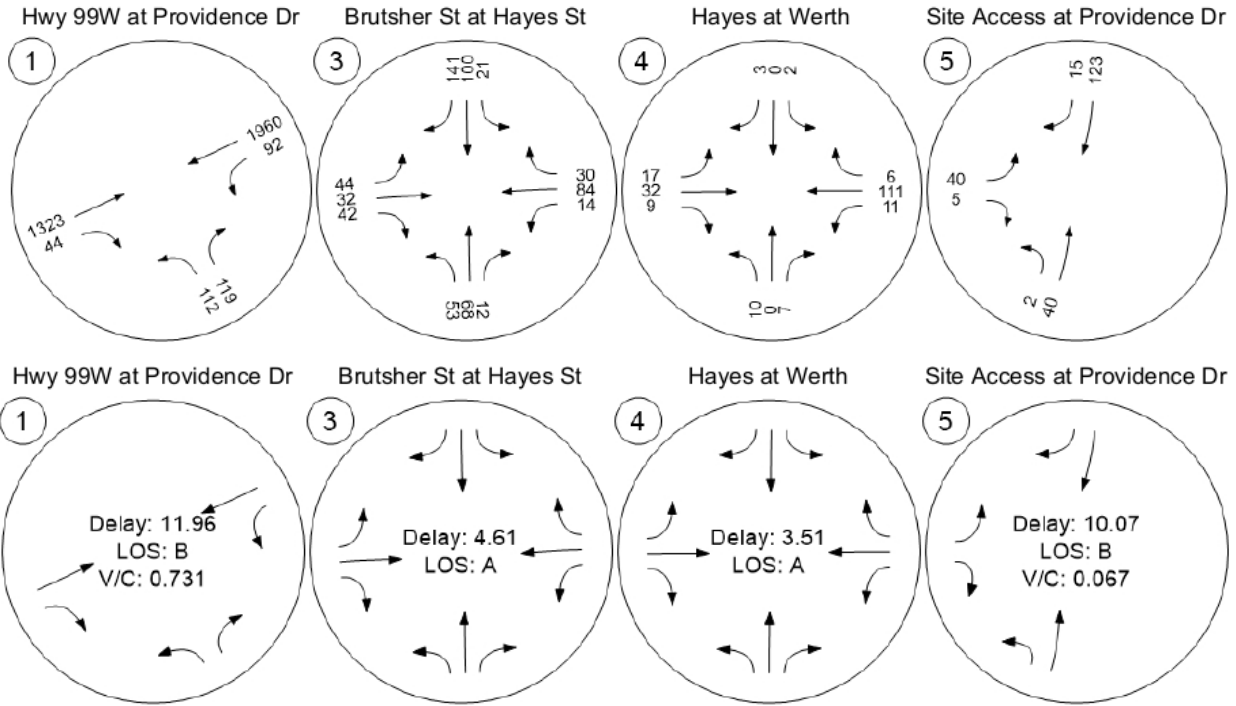 Hwy 99W at Providence Dr
1
1960
92
1323
44
119
112
Brutsher St at Hayes St
3
141
100
21
44
32
42
30
84
14
53
68
12
Hayes at Werth
4
3
0
2
17
32
9
6
111
11
10
0
7
Site Access at Providence Dr
5
15
123
40
5
2
40
Hwy 99W at Providence Dr
1
Delay: 11.96
LOS: B
V/C: 0.731
Brutsher St at Hayes St
3
Delay: 4.61
LOS: A
Hayes at Werth
4
Delay: 3.51
LOS: A
Site Access at Providence Dr
5
Delay: 10.07
LOS: B
V/C: 0.067